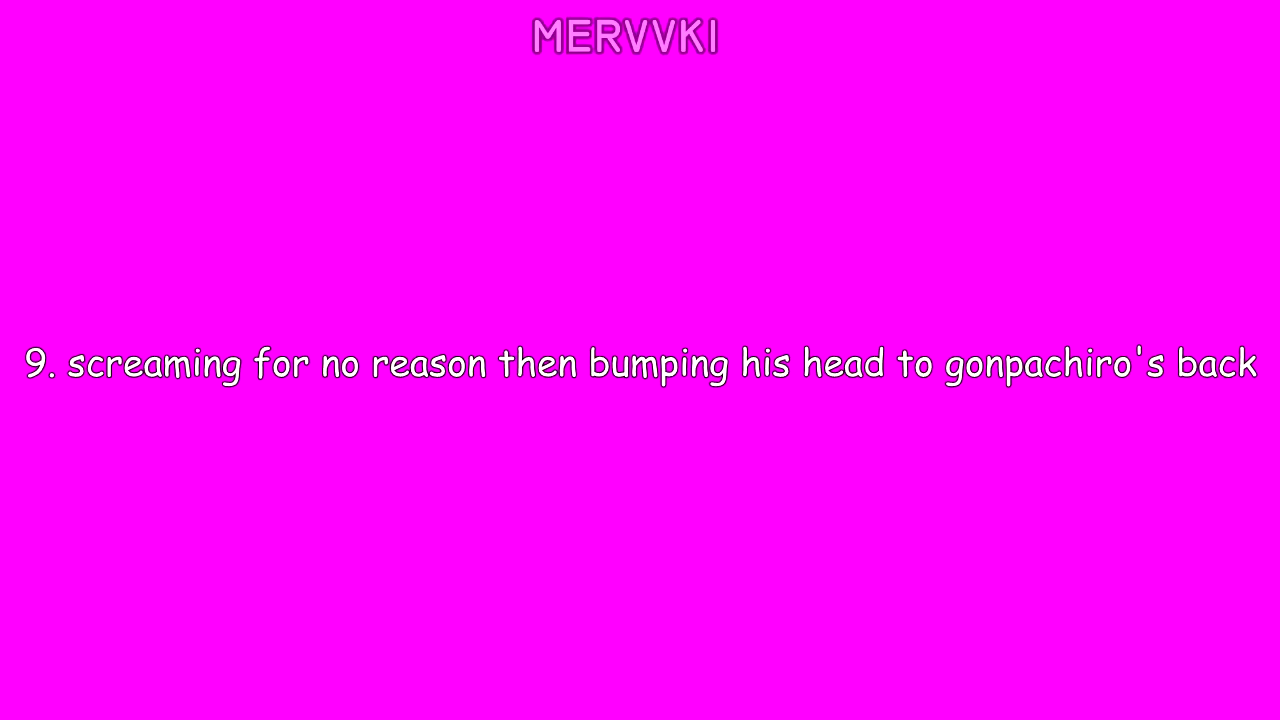 MERVVKI
9. screaming for no reason then bumping his head to gonpachiro's back